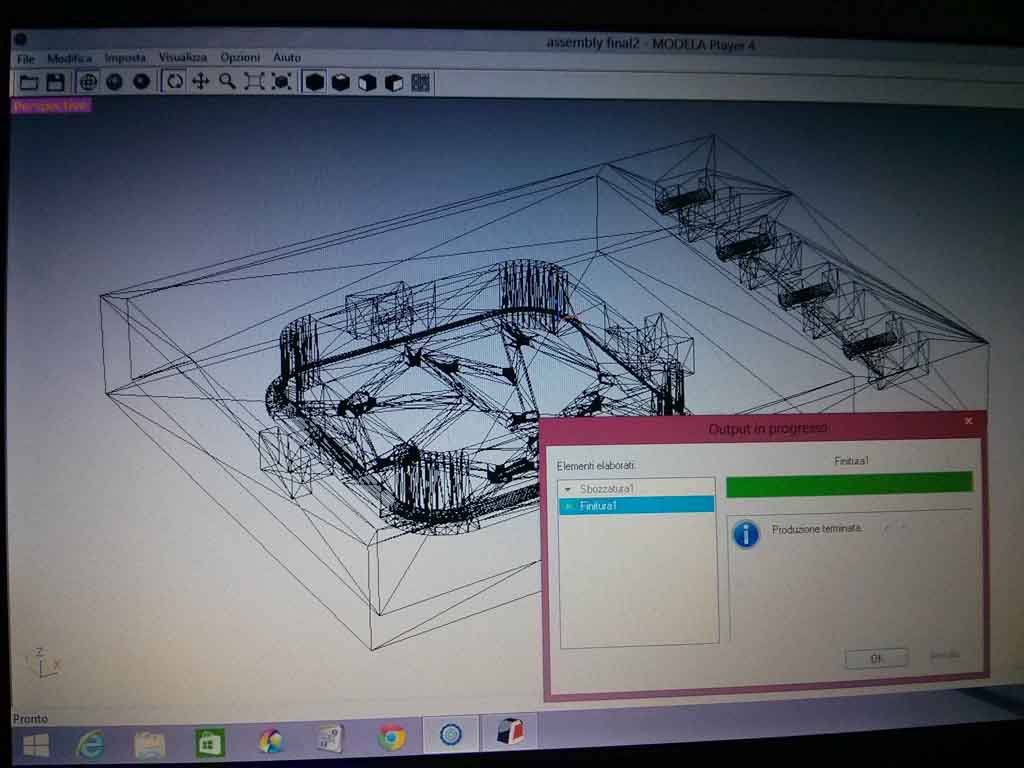 assembly final2 - MODELA Player 4
File Modifica Imposta Visualizza Opzioni Aiuto
Perspective
Output in progresso
Elementi elaborati:
Finitura1
Sbozzatura1
Finitura1
Produzione terminata.
Ok
Annulla
Z
X
Pronto